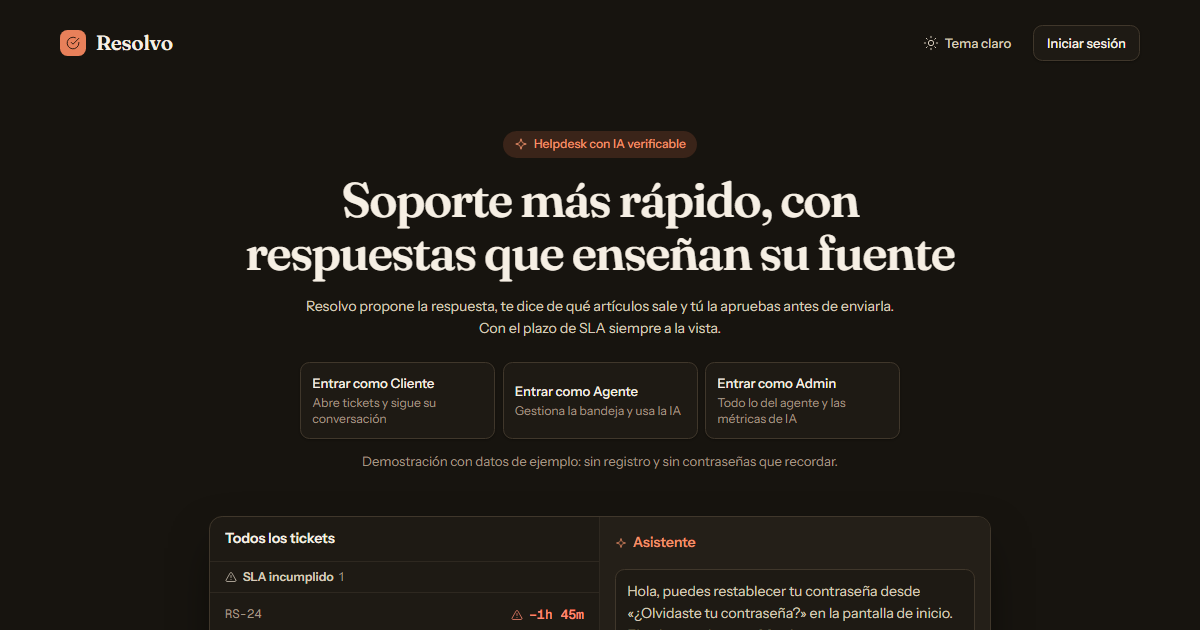 Resolvo
Tema claro
Iniciar sesión
Helpdesk con IA verificable
Soporte más rápido, con
respuestas que enseñan su fuente
Resolvo propone la respuesta, te dice de qué artículos sale y tú la apruebas antes de enviarla.
Con el plazo de SLA siempre a la vista.
Entrar como Cliente
Abre tickets y sigue su
conversación
Entrar como Agente
Gestiona la bandeja y usa la IA
Entrar como Admin
Todo lo del agente y las
métricas de IA
Demostración con datos de ejemplo: sin registro y sin contraseñas que recordar.
Todos los tickets
SLA incumplido 1
RS-24
-1h 45m
Asistente
Hola, puedes restablecer tu contraseña desde
«¿Olvidaste tu contraseña?» en la pantalla de inicio.